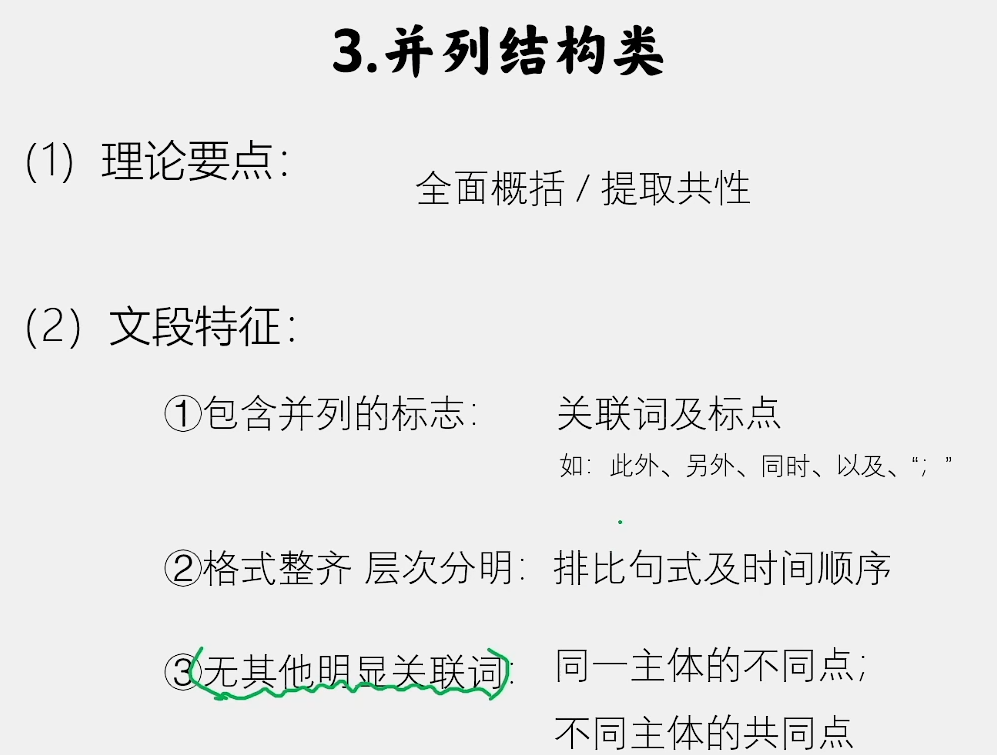 3.并列结构类
(1) 理论要点：
全面概括 / 提取共性
(2) 文段特征：
①包含并列的标志： 关联词及标点
如：此外、另外、同时、以及、“；”
②格式整齐 层次分明： 排比句式及时间顺序
③无其他明显关联词： 同一主体的不同点；
不同主体的共同点